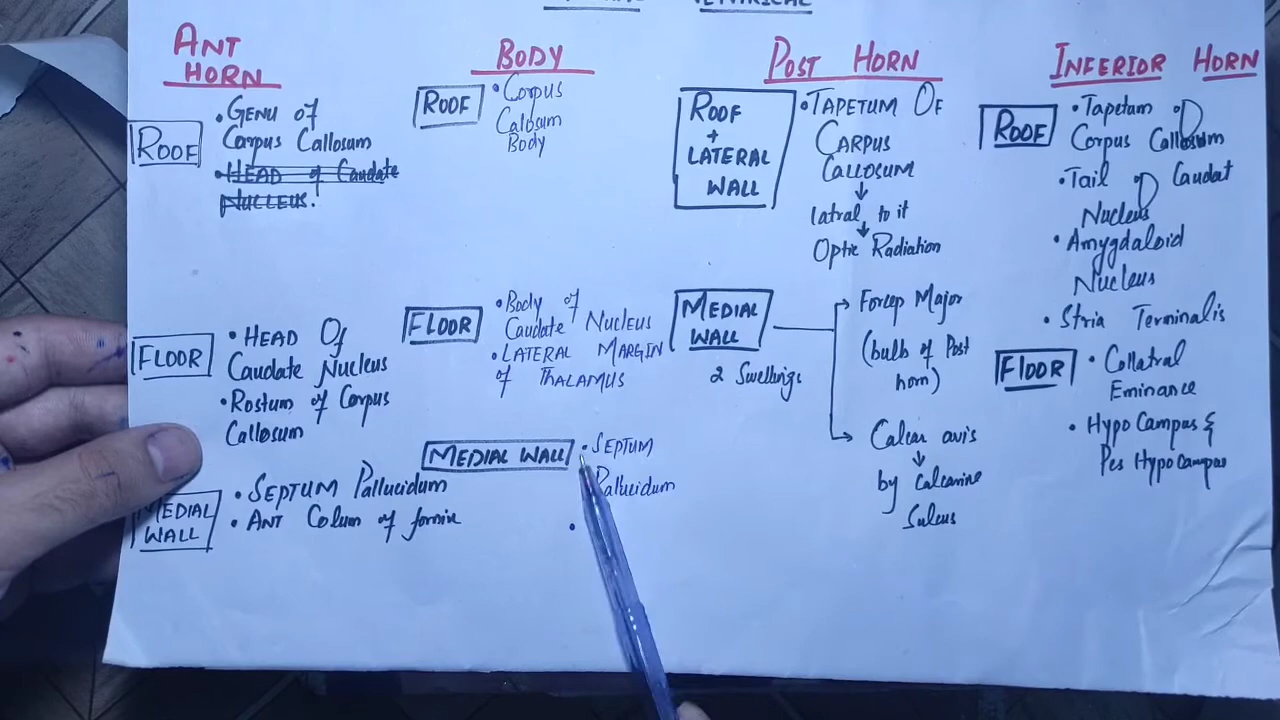 ANT
HORN
ROOF
• GENU of
Corpus Callosum
• HEAD of Caudate
NUCLEUS.
FLOOR
• HEAD Of
Caudate Nucleus
• Rostum of Corpus
Callosum
MEDIAL
WALL
• SEPTUM Pallucidum
• ANT Colum of fornix
BODY
ROOF
• Corpus
Calosum
Body
FLOOR
• Body of
Caudate Nucleus
• LATERAL MARGIN
of THALAMUS
MEDIAL WALL
• SEPTUM
Pallucidum
•
POST HORN
ROOF
+
LATERAL
WALL
• TAPETUM OF
CARPUS
CALLOSUM
↓
latral to it
↓
Optic Radiation
MEDIAL
WALL
2 Swellings
Forcep Major
(bulb of Post
horn)
Calcar avis
↓
by Calcarine
Sulcus
INFERIOR HORN
ROOF
• Tapetum of
Corpus Callosum
• Tail of Caudat
Nucleus
• Amygdaloid
Nucleus
• Stria Terminalis
FLOOR
• Collatral
Eminance
• HypoCampus &
Pes HypoCampus